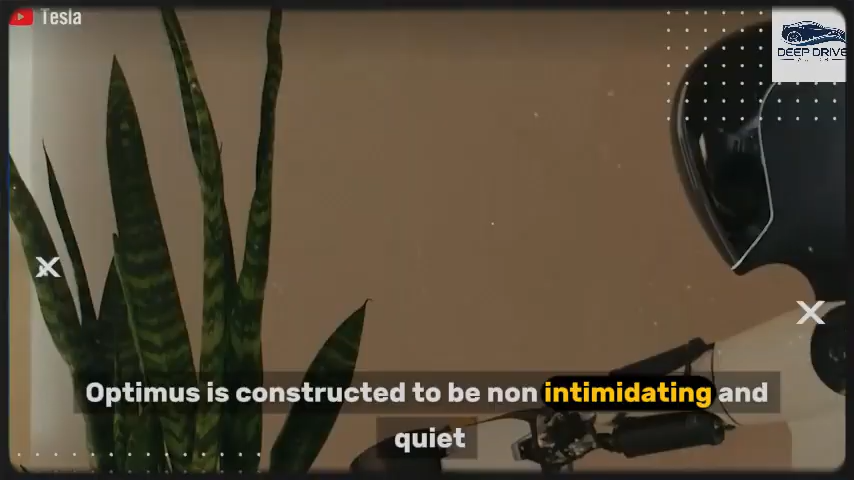 Tesla
DEEP DRIVE
Optimus is constructed to be non intimidating and
quiet